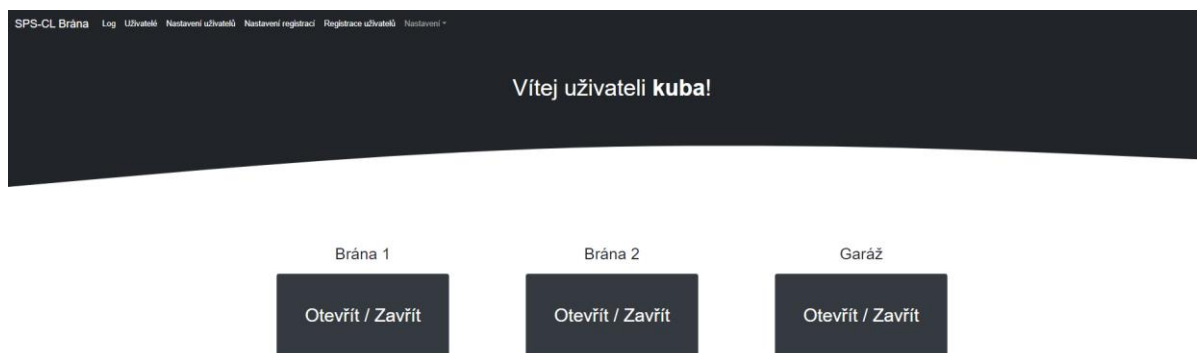 SPS-CL Brána Log Uživatelé Nastavení uživatelů Nastavení registrací Registrace uživatelů Nastavení
Vítej uživateli kuba!
Brána 1 Brána 2 Garáž
Otevřít / Zavřít Otevřít / Zavřít Otevřít / Zavřít